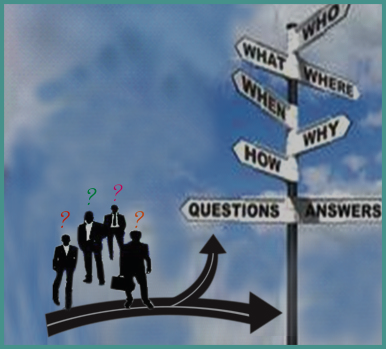 WHO
WHAT
WHERE
WHEN
WHY
HOW
QUESTIONS
ANSWERS
? ? ? ?